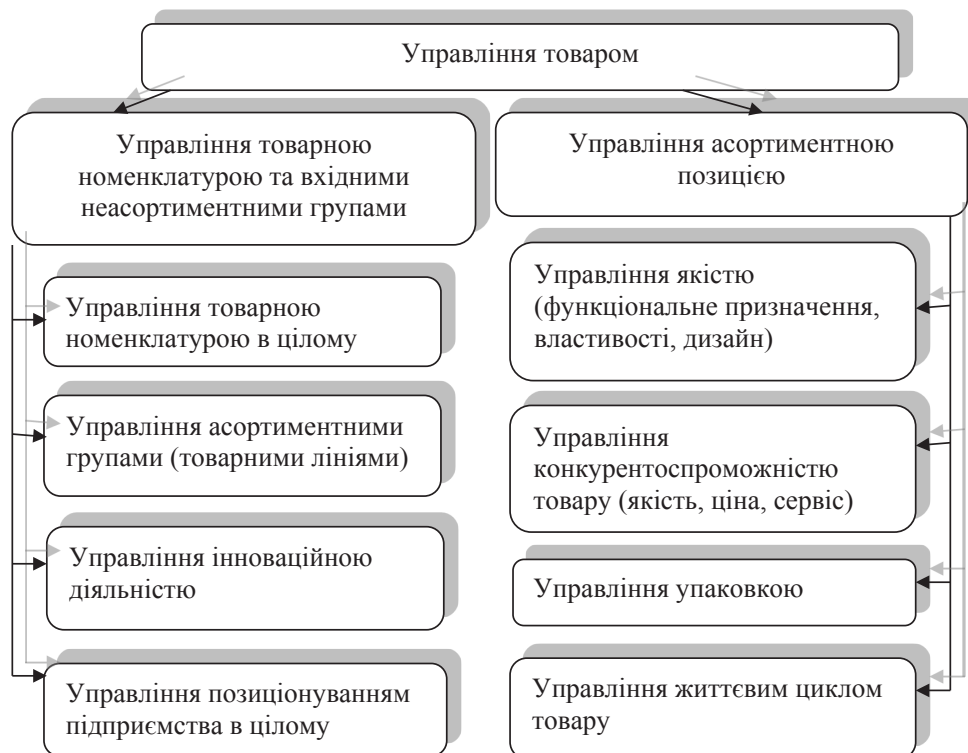 Управління товаром
Управління товарною
номенклатурою та вхідними
неасортиментними групами
Управління товарною
номенклатурою в цілому
Управління асортиментними
групами (товарними лініями)
Управління інноваційною
діяльністю
Управління позиціонуванням
підприємства в цілому
Управління асортиментною
позицією
Управління якістю
(функціональне призначення,
властивості, дизайн)
Управління
конкурентоспроможністю
товару (якість, ціна, сервіс)
Управління упаковкою
Управління життєвим циклом
товару